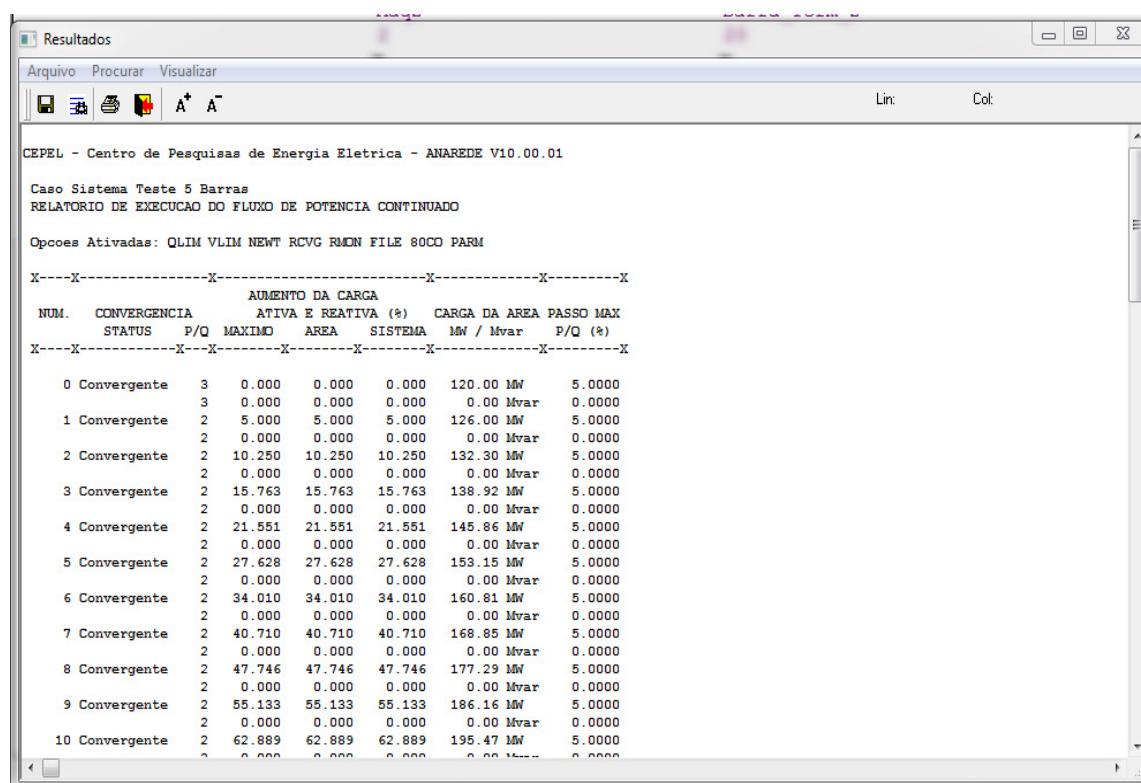 Resultados
Arquivo Procurar Visualizar
A+ A- Lin: Col:
CEPEL - Centro de Pesquisas de Energia Eletrica - ANAREDE V10.00.01
Caso Sistema Teste 5 Barras
RELATORIO DE EXECUCAO DO FLUXO DE POTENCIA CONTINUADO
Opcoes Ativadas: QLIM VLIM NEWT RCVG RMON FILE 80CO PARM
X----X----------------X--------------------------X-------------X---------X
AUMENTO DA CARGA
NUM. CONVERGENCIA ATIVA E REATIVA (%) CARGA DA AREA PASSO MAX
STATUS P/Q MAXIMO AREA SISTEMA MW / Mvar P/Q (%)
X----X------------X---X--------X--------X--------X-------------X---------X
0 Convergente 3 0.000 0.000 0.000 120.00 MW 5.0000
3 0.000 0.000 0.000 0.00 Mvar 0.0000
1 Convergente 2 5.000 5.000 5.000 126.00 MW 5.0000
2 0.000 0.000 0.000 0.00 Mvar 0.0000
2 Convergente 2 10.250 10.250 10.250 132.30 MW 5.0000
2 0.000 0.000 0.000 0.00 Mvar 0.0000
3 Convergente 2 15.763 15.763 15.763 138.92 MW 5.0000
2 0.000 0.000 0.000 0.00 Mvar 0.0000
4 Convergente 2 21.551 21.551 21.551 145.86 MW 5.0000
2 0.000 0.000 0.000 0.00 Mvar 0.0000
5 Convergente 2 27.628 27.628 27.628 153.15 MW 5.0000
2 0.000 0.000 0.000 0.00 Mvar 0.0000
6 Convergente 2 34.010 34.010 34.010 160.81 MW 5.0000
2 0.000 0.000 0.000 0.00 Mvar 0.0000
7 Convergente 2 40.710 40.710 40.710 168.85 MW 5.0000
2 0.000 0.000 0.000 0.00 Mvar 0.0000
8 Convergente 2 47.746 47.746 47.746 177.29 MW 5.0000
2 0.000 0.000 0.000 0.00 Mvar 0.0000
9 Convergente 2 55.133 55.133 55.133 186.16 MW 5.0000
2 0.000 0.000 0.000 0.00 Mvar 0.0000
10 Convergente 2 62.889 62.889 62.889 195.47 MW 5.0000